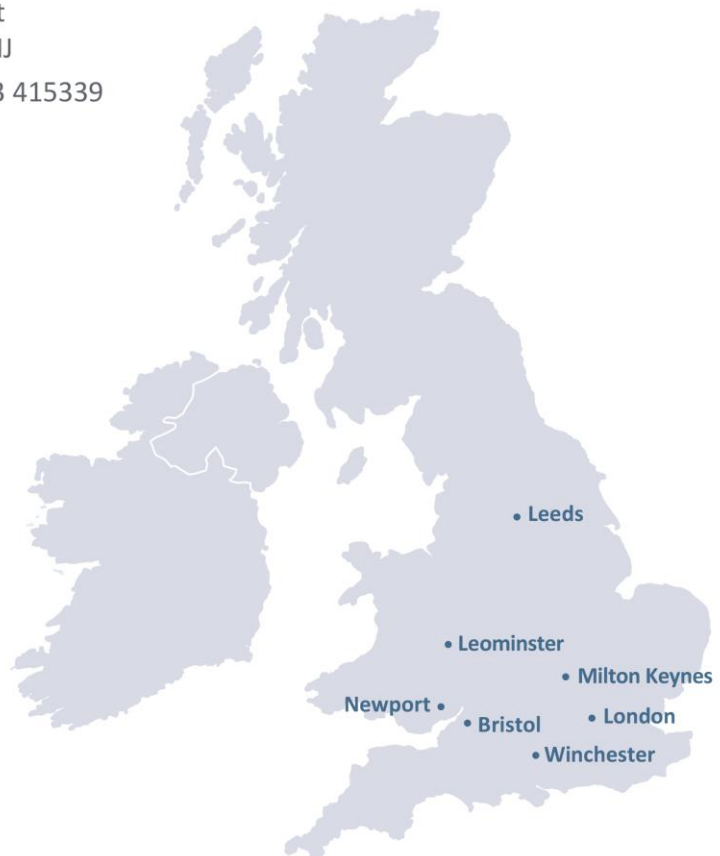 t
IJ
3 415339
Leeds
Leominster
Milton Keynes
Newport
London
Bristol
Winchester